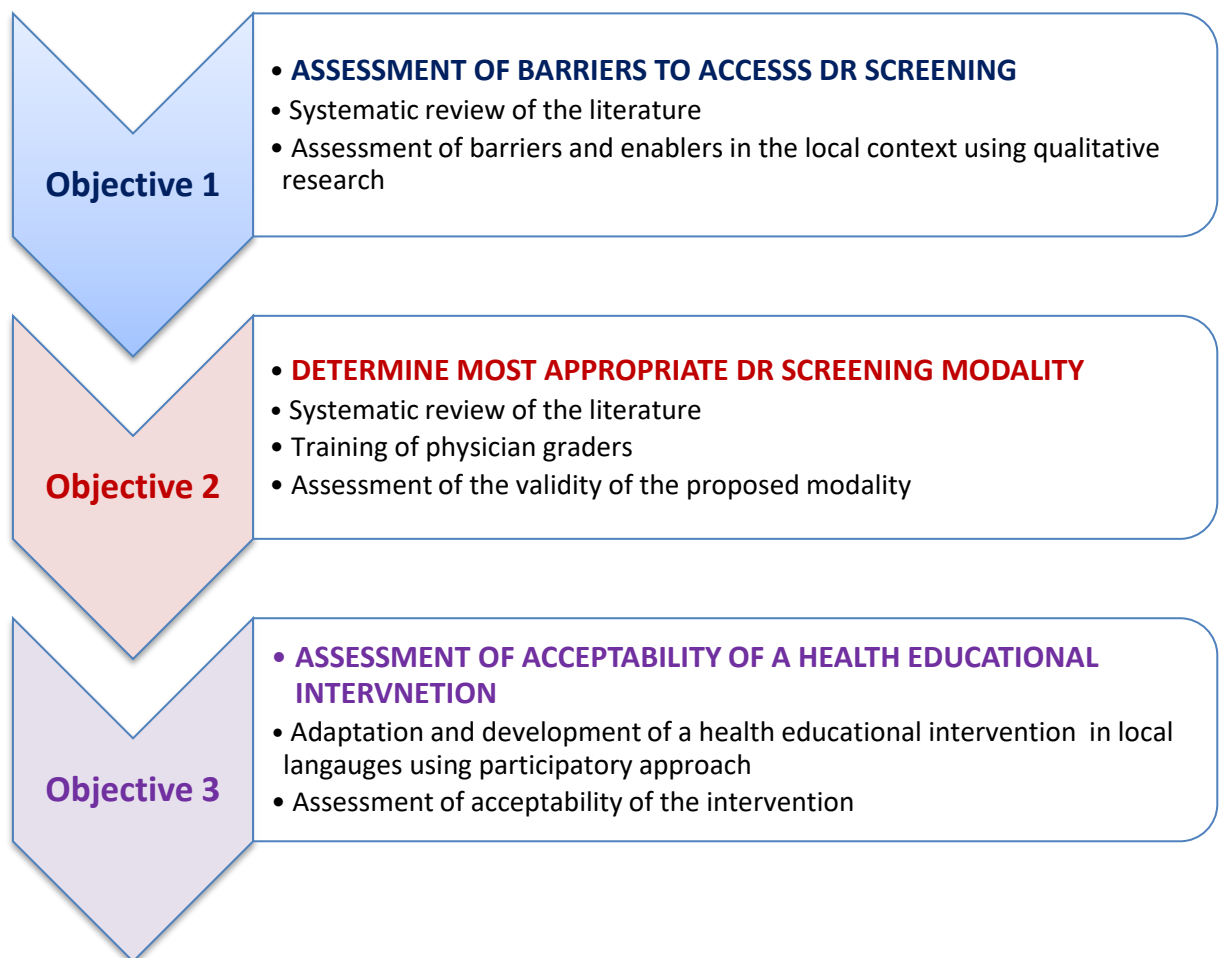 Objective 1
• ASSESSMENT OF BARRIERS TO ACCESSS DR SCREENING
• Systematic review of the literature
• Assessment of barriers and enablers in the local context using qualitative
research
Objective 2
• DETERMINE MOST APPROPRIATE DR SCREENING MODALITY
• Systematic review of the literature
• Training of physician graders
• Assessment of the validity of the proposed modality
Objective 3
• ASSESSMENT OF ACCEPTABILITY OF A HEALTH EDUCATIONAL
INTERVNETION
• Adaptation and development of a health educational intervention  in local
langauges using participatory approach
• Assessment of acceptability of the intervention